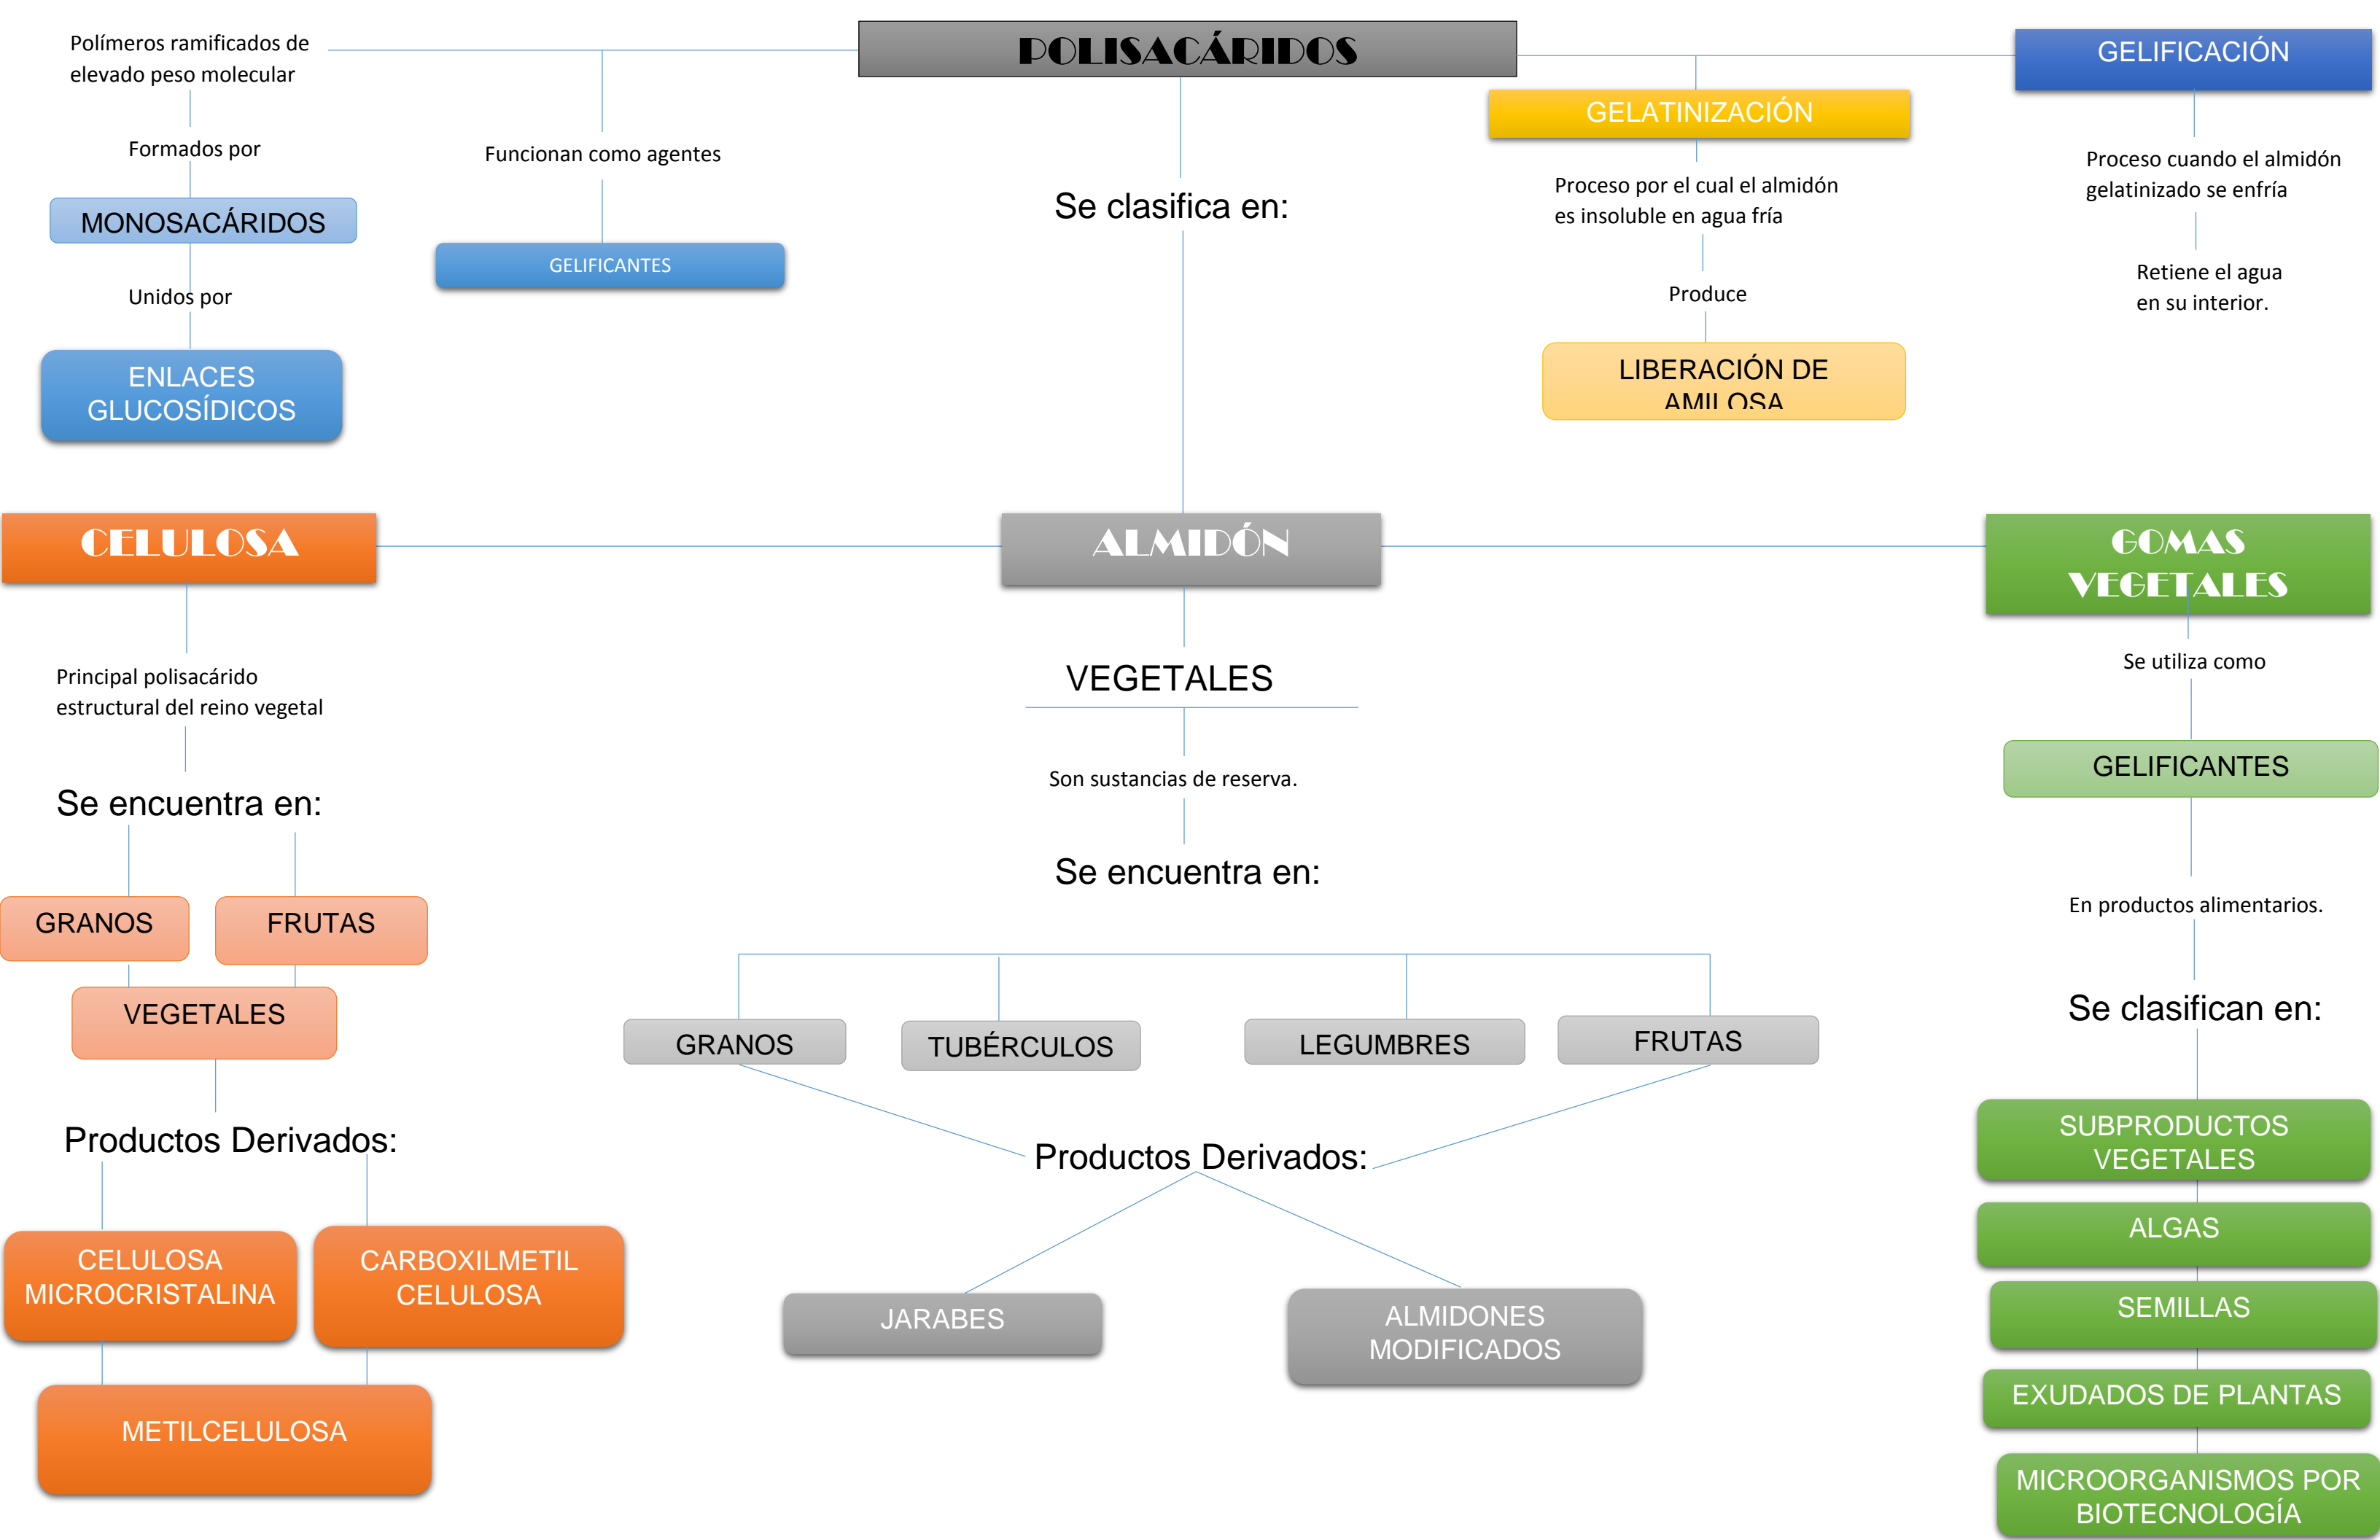 POLISACÁRIDOS
Polímeros ramificados de
elevado peso molecular
Formados por
MONOSACÁRIDOS
Unidos por
ENLACES
GLUCOSÍDICOS
Funcionan como agentes
GELIFICANTES
Se clasifica en:
GELATINIZACIÓN
Proceso por el cual el almidón
es insoluble en agua fría
Produce
LIBERACIÓN DE
AMILOSA
GELIFICACIÓN
Proceso cuando el almidón
gelatinizado se enfría
Retiene el agua
en su interior.
CELULOSA
Principal polisacárido
estructural del reino vegetal
Se encuentra en:
GRANOS
FRUTAS
VEGETALES
Productos Derivados:
CELULOSA
MICROCRISTALINA
CARBOXILMETIL
CELULOSA
METILCELULOSA
ALMIDÓN
VEGETALES
Son sustancias de reserva.
Se encuentra en:
GRANOS
TUBÉRCULOS
LEGUMBRES
FRUTAS
Productos Derivados:
JARABES
ALMIDONES
MODIFICADOS
GOMAS
VEGETALES
Se utiliza como
GELIFICANTES
En productos alimentarios.
Se clasifican en:
SUBPRODUCTOS
VEGETALES
ALGAS
SEMILLAS
EXUDADOS DE PLANTAS
MICROORGANISMOS POR
BIOTECNOLOGÍA